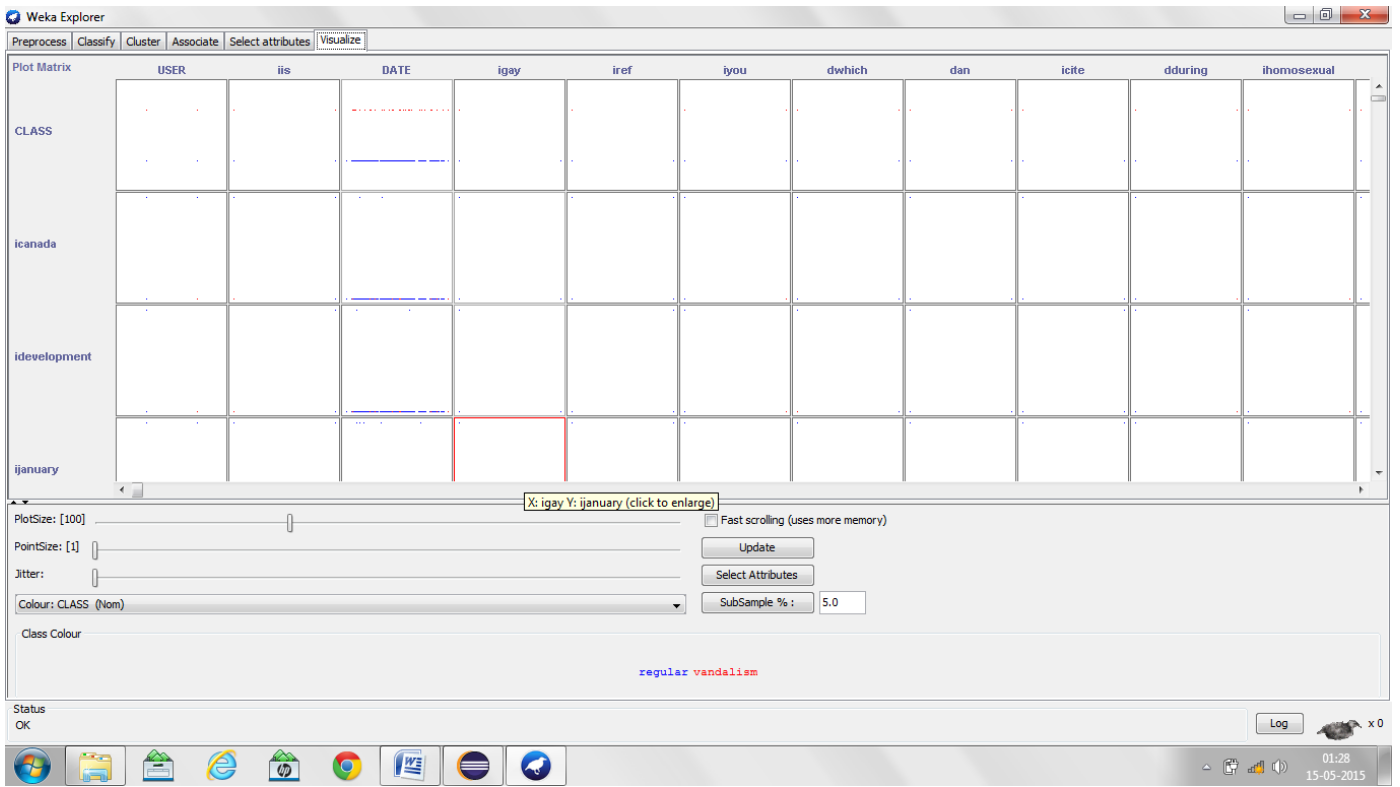 Weka Explorer
Preprocess Classify Cluster Associate Select attributes Visualize
Plot Matrix USER iis DATE igay iref iyou dwhich dan icite dduring ihomosexual
CLASS
icanada
idevelopment
ijanuary
X: igay Y: ijanuary (click to enlarge)
PlotSize: [100]
Fast scrolling (uses more memory)
PointSize: [1]
Update
Jitter:
Select Attributes
Colour: CLASS (Nom)
SubSample % : 5.0
Class Colour
regular vandalism
Status
OK
Log x 0
01:28
15-05-2015